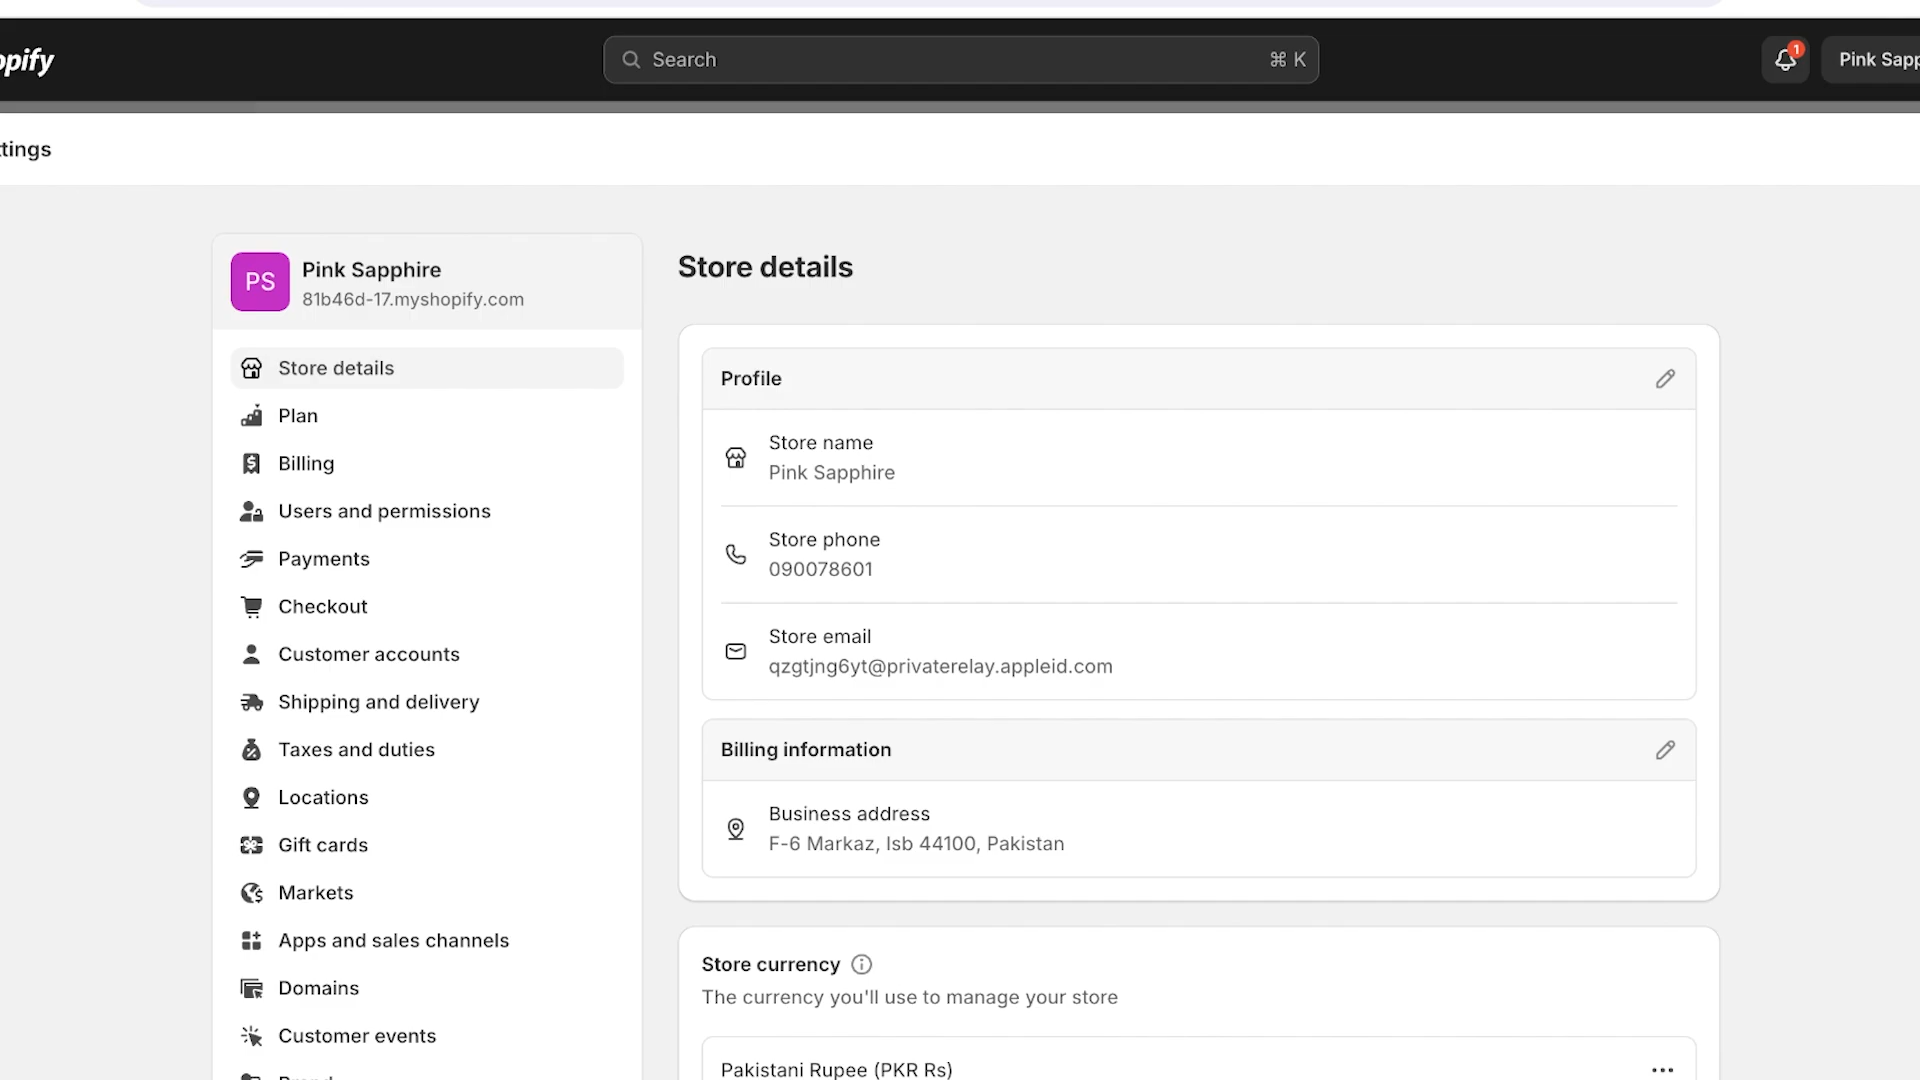 opify
Search
⌘ K
1
Pink Sapp
tings
PS
Pink Sapphire
81b46d-17.myshopify.com
Store details
Plan
Billing
Users and permissions
Payments
Checkout
Customer accounts
Shipping and delivery
Taxes and duties
Locations
Gift cards
Markets
Apps and sales channels
Domains
Customer events
Store details
Profile
Store name
Pink Sapphire
Store phone
090078601
Store email
qzgtjng6yt@privaterelay.appleid.com
Billing information
Business address
F-6 Markaz, Isb 44100, Pakistan
Store currency
The currency you'll use to manage your store
Pakistani Rupee (PKR Rs)